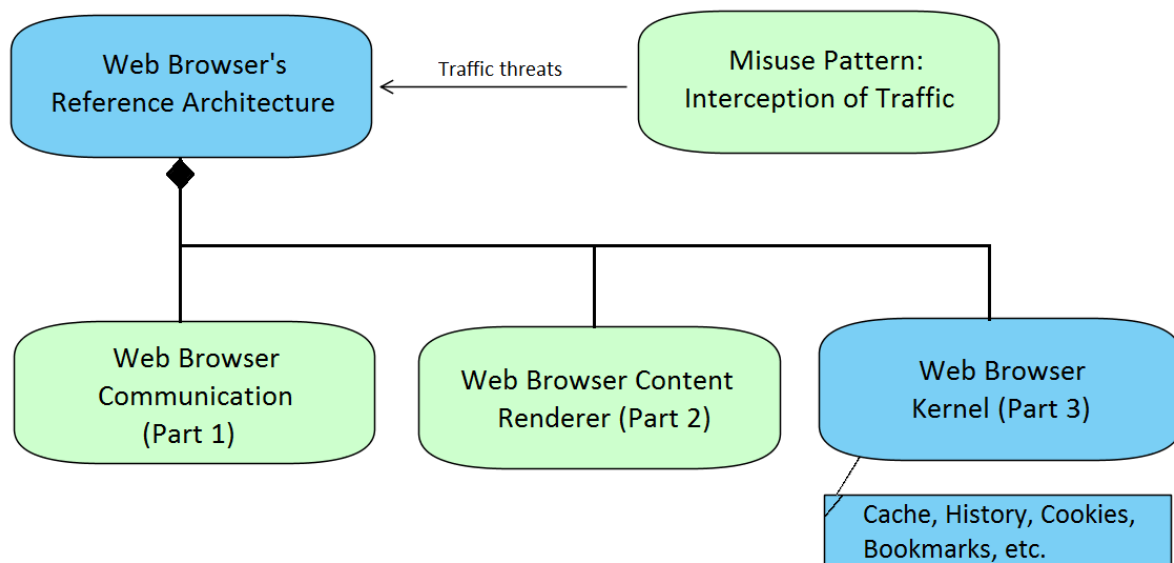 Web Browser's
Reference Architecture
Traffic threats
Misuse Pattern:
Interception of Traffic
Web Browser
Communication
(Part 1)
Web Browser Content
Renderer (Part 2)
Web Browser
Kernel (Part 3)
Cache, History, Cookies,
Bookmarks, etc.